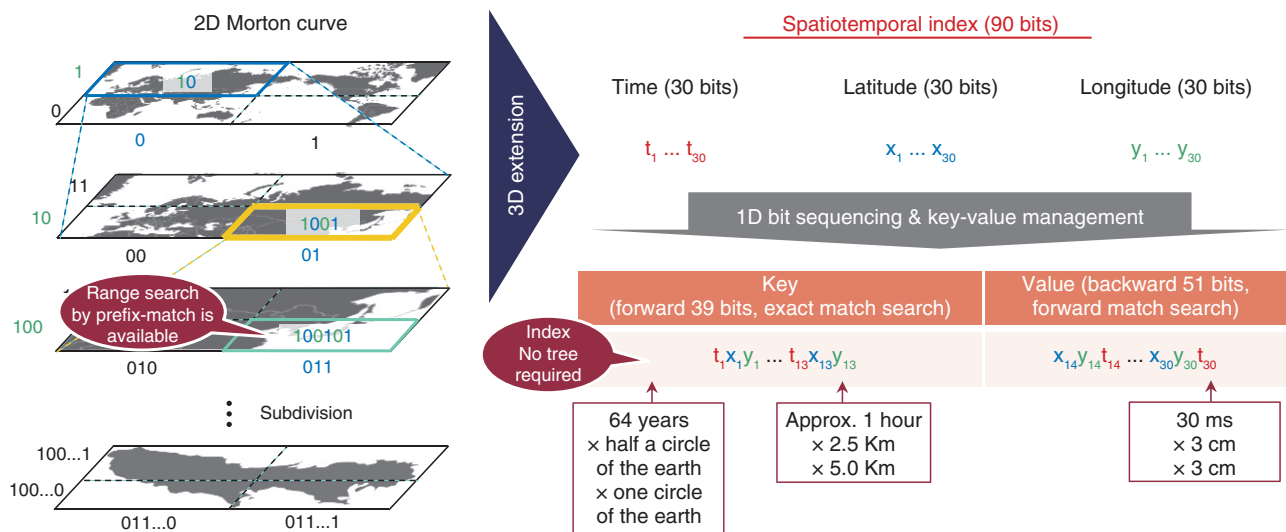 2D Morton curve
1
10
0
0
1
11
10
1001
00
01
Range search
by prefix-match is
available
100
100101
010
011
Subdivision
100...1
100...0
011...0
011...1
3D extension
Spatiotemporal index (90 bits)
Time (30 bits)
Latitude (30 bits)
Longitude (30 bits)
t1 ... t30
x1 ... x30
y1 ... y30
1D bit sequencing & key-value management
Key
(forward 39 bits, exact match search)
Value (backward 51 bits,
forward match search)
Index
No tree
required
t1x1y1 ... t13x13y13
x14y14t14 ... x30y30t30
64 years
× half a circle
of the earth
× one circle
of the earth
Approx. 1 hour
× 2.5 Km
× 5.0 Km
30 ms
× 3 cm
× 3 cm